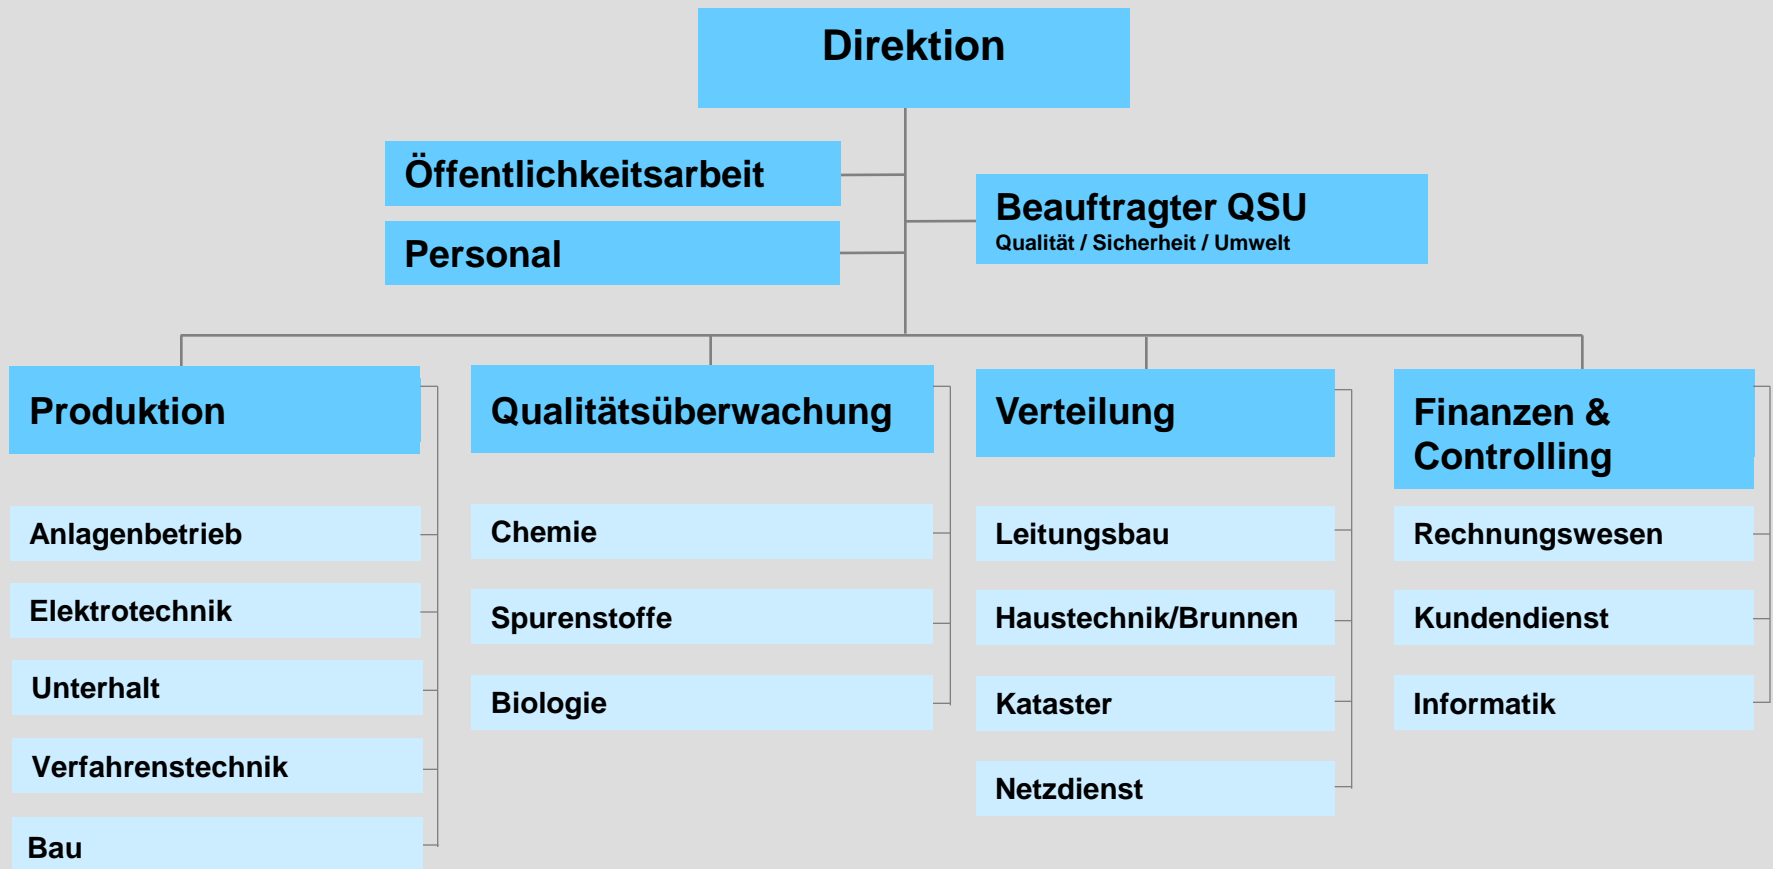 Direktion
Öffentlichkeitsarbeit
Personal
Beauftragter QSU
Qualität / Sicherheit / Umwelt
Produktion
Anlagenbetrieb
Elektrotechnik
Unterhalt
Verfahrenstechnik
Bau
Qualitätsüberwachung
Chemie
Spurenstoffe
Biologie
Verteilung
Leitungsbau
Haustechnik/Brunnen
Kataster
Netzdienst
Finanzen &
Controlling
Rechnungswesen
Kundendienst
Informatik